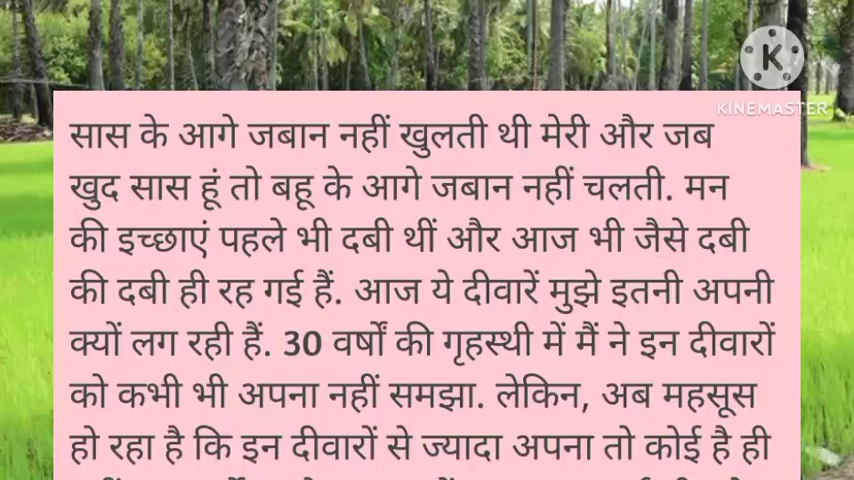 K
KINEMASTER
सास के आगे जबान नहीं खुलती थी मेरी और जब
खुद सास हूं तो बहू के आगे जबान नहीं चलती. मन
की इच्छाएं पहले भी दबी थीं और आज भी जैसे दबी
की दबी ही रह गई हैं. आज ये दीवारें मुझे इतनी अपनी
क्यों लग रही हैं. 30 वर्षों की गृहस्थी में मैं ने इन दीवारों
को कभी भी अपना नहीं समझा. लेकिन, अब महसूस
हो रहा है कि इन दीवारों से ज्यादा अपना तो कोई है ही